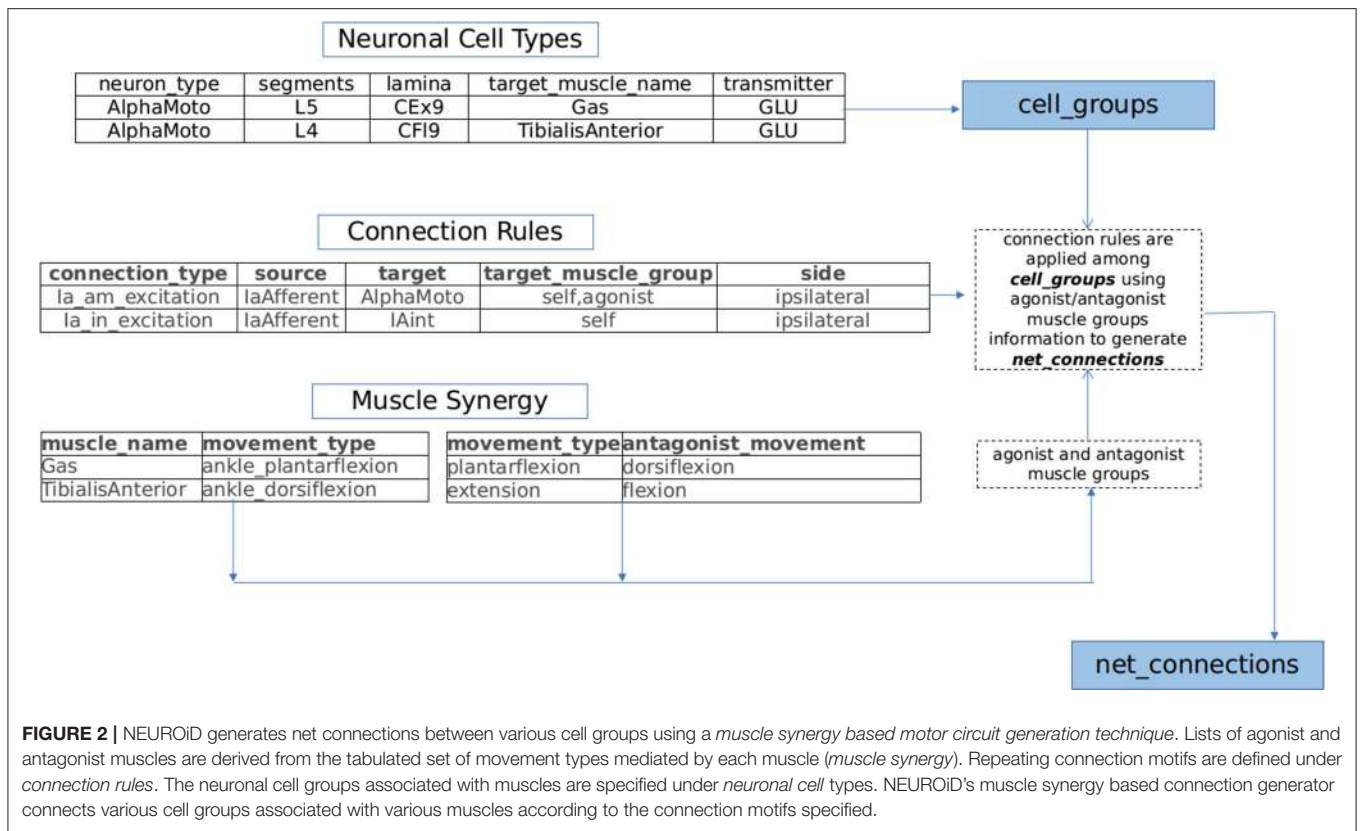 Neuronal Cell Types
neuron_type segments lamina target_muscle_name transmitter
AlphaMoto L5 CEx9 Gas GLU
AlphaMoto L4 CFl9 TibialisAnterior GLU
cell_groups
Connection Rules
connection_type source target target_muscle_group side
Ia_am_excitation IaAfferent AlphaMoto self,agonist ipsilateral
Ia_in_excitation IaAfferent IAint self ipsilateral
connection rules are
applied among
cell_groups using
agonist/antagonist
muscle groups
information to generate
net_connections
Muscle Synergy
muscle_name movement_type
Gas ankle_plantarflexion
TibialisAnterior ankle_dorsiflexion
movement_type antagonist_movement
plantarflexion dorsiflexion
extension flexion
agonist and antagonist
muscle groups
net_connections
FIGURE 2 | NEUROiD generates net connections between various cell groups using a muscle synergy based motor circuit generation technique. Lists of agonist and
antagonist muscles are derived from the tabulated set of movement types mediated by each muscle (muscle synergy). Repeating connection motifs are defined under
connection rules. The neuronal cell groups associated with muscles are specified under neuronal cell types. NEUROiD's muscle synergy based connection generator
connects various cell groups associated with various muscles according to the connection motifs specified.